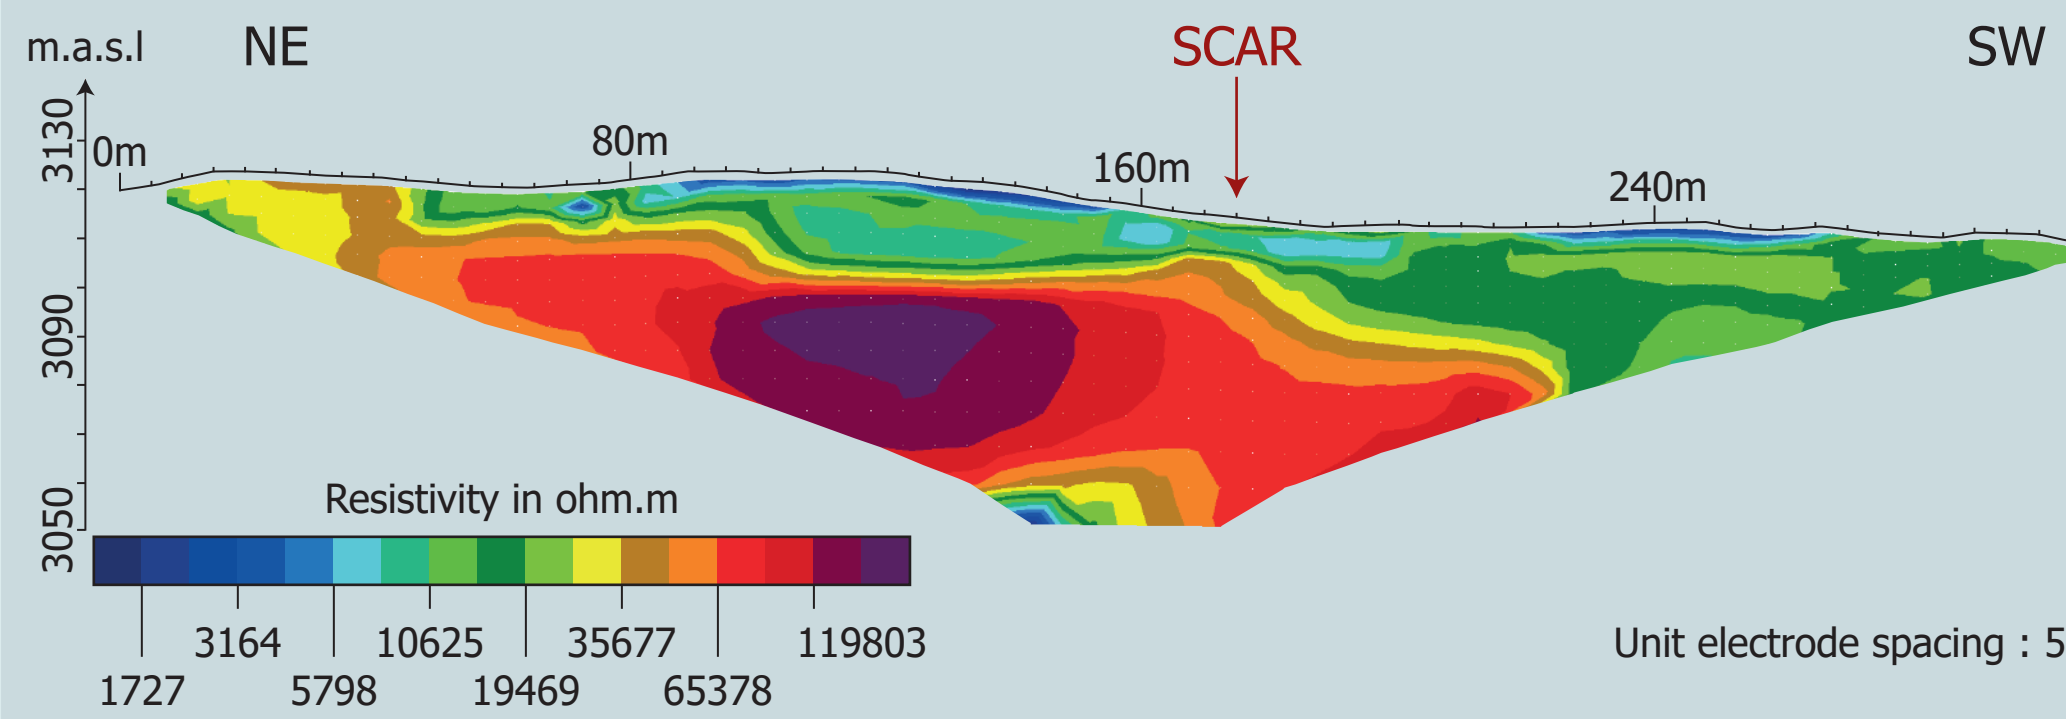 m.a.s.l NE SCAR SW
3130
0m 80m 160m 240m
3090
3050
Resistivity in ohm.m
3164 10625 35677 119803
1727 5798 19469 65378
Unit electrode spacing : 5